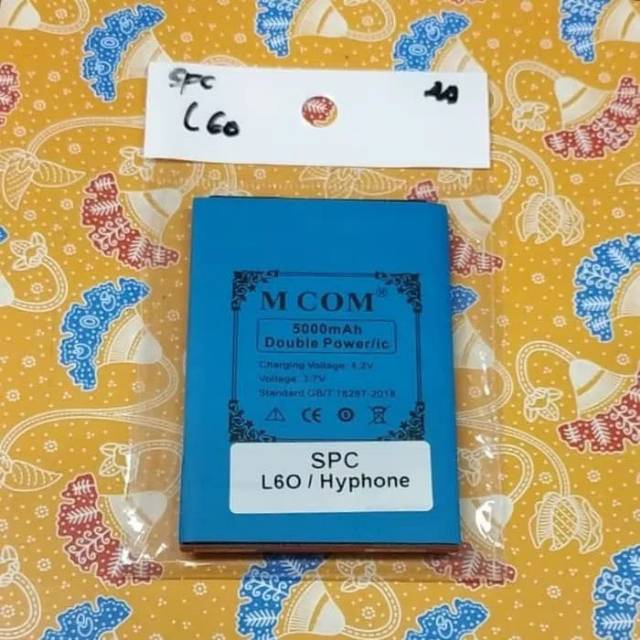 SPC
L60
M COM®
5000mAh
Double Power/ic
Charging Voltage: 4.2V
Voltage: 3.7V
Standard GB/T 18287-2018
CE
SPC
L6O / Hyphone